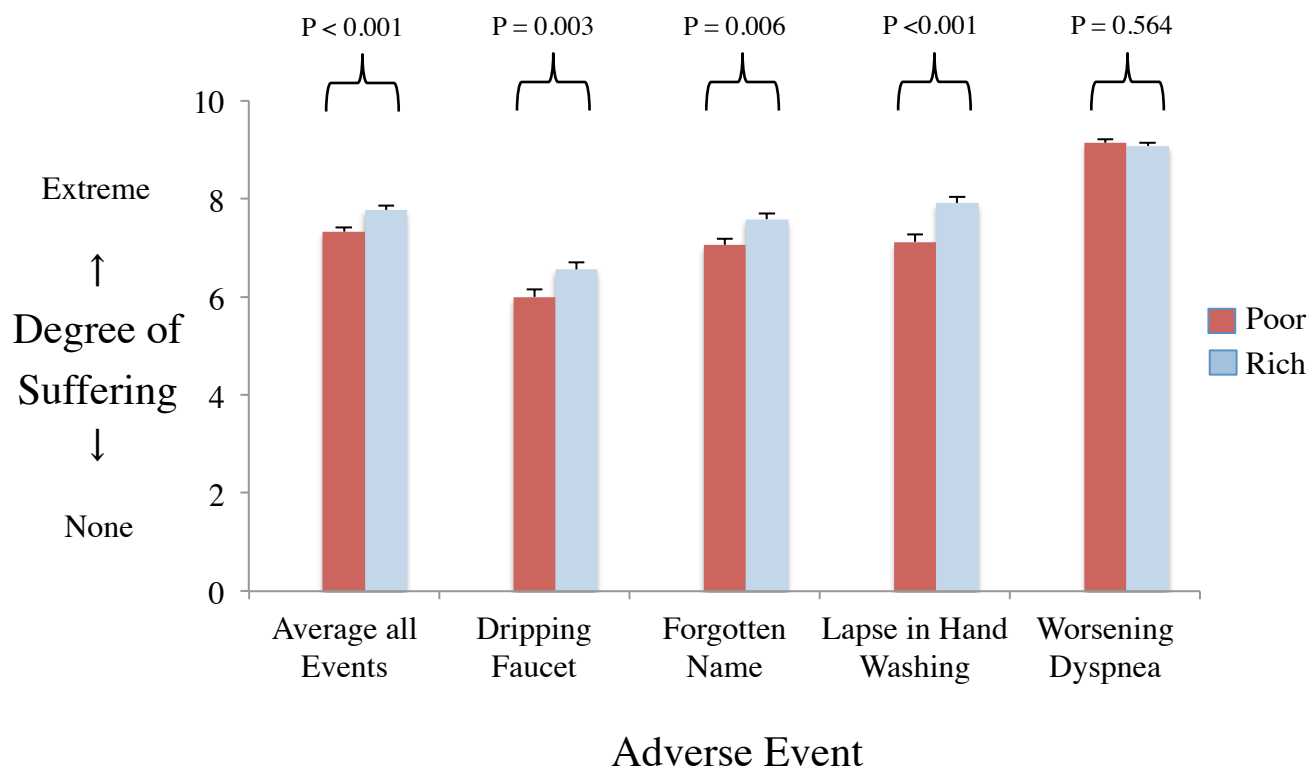 P < 0.001
P = 0.003
P = 0.006
P <0.001
P = 0.564
10
8
6
4
2
0
Extreme
↑
Degree of
Suffering
↓
None
Poor
Rich
Average all
Events
Dripping
Faucet
Forgotten
Name
Lapse in Hand
Washing
Worsening
Dyspnea
Adverse Event